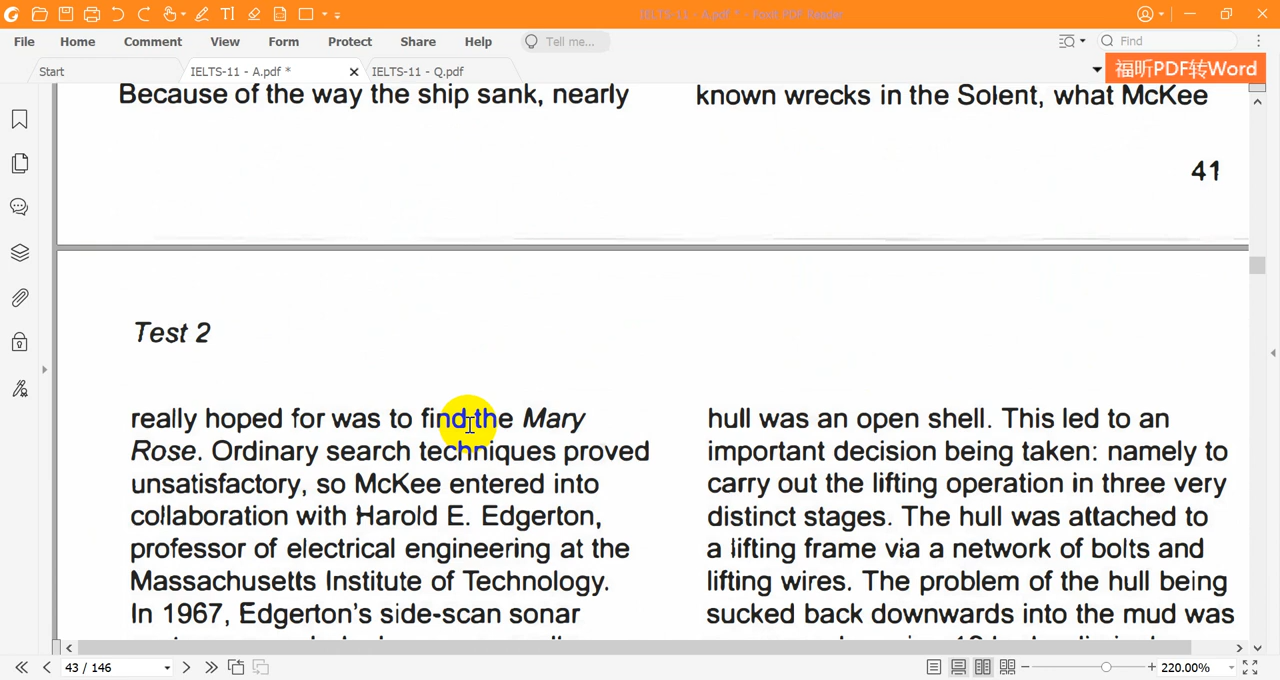 IELTS-11 - A.pdf * - Foxit PDF Reader
File Home Comment View Form Protect Share Help Tell me... Find
Start IELTS-11 - A.pdf * IELTS-11 - Q.pdf 福昕PDF转Word
Because of the way the ship sank, nearly
known wrecks in the Solent, what McKee
41
Test 2
really hoped for was to find the Mary
Rose. Ordinary search techniques proved
unsatisfactory, so McKee entered into
collaboration with Harold E. Edgerton,
professor of electrical engineering at the
Massachusetts Institute of Technology.
In 1967, Edgerton's side-scan sonar
hull was an open shell. This led to an
important decision being taken: namely to
carry out the lifting operation in three very
distinct stages. The hull was attached to
a lifting frame via a network of bolts and
lifting wires. The problem of the hull being
sucked back downwards into the mud was
43 / 146 220.00%